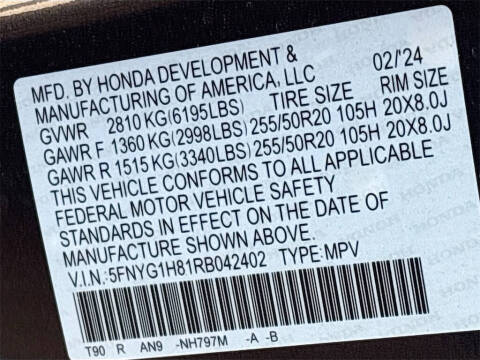 MFD. BY HONDA DEVELOPMENT & 02/'24
MANUFACTURING OF AMERICA, LLC
GVWR 2810 KG(6195LBS) TIRE SIZE RIM SIZE
GAWR F 1360 KG(2998LBS) 255/50R20 105H 20X8.0J
GAWR R 1515 KG(3340LBS) 255/50R20 105H 20X8.0J
THIS VEHICLE CONFORMS TO ALL APPLICABLE
FEDERAL MOTOR VEHICLE SAFETY
STANDARDS IN EFFECT ON THE DATE OF
MANUFACTURE SHOWN ABOVE.
V.I.N.:5FNYG1H81RB042402 TYPE:MPV
T90 R AN9 -NH797M -A -B